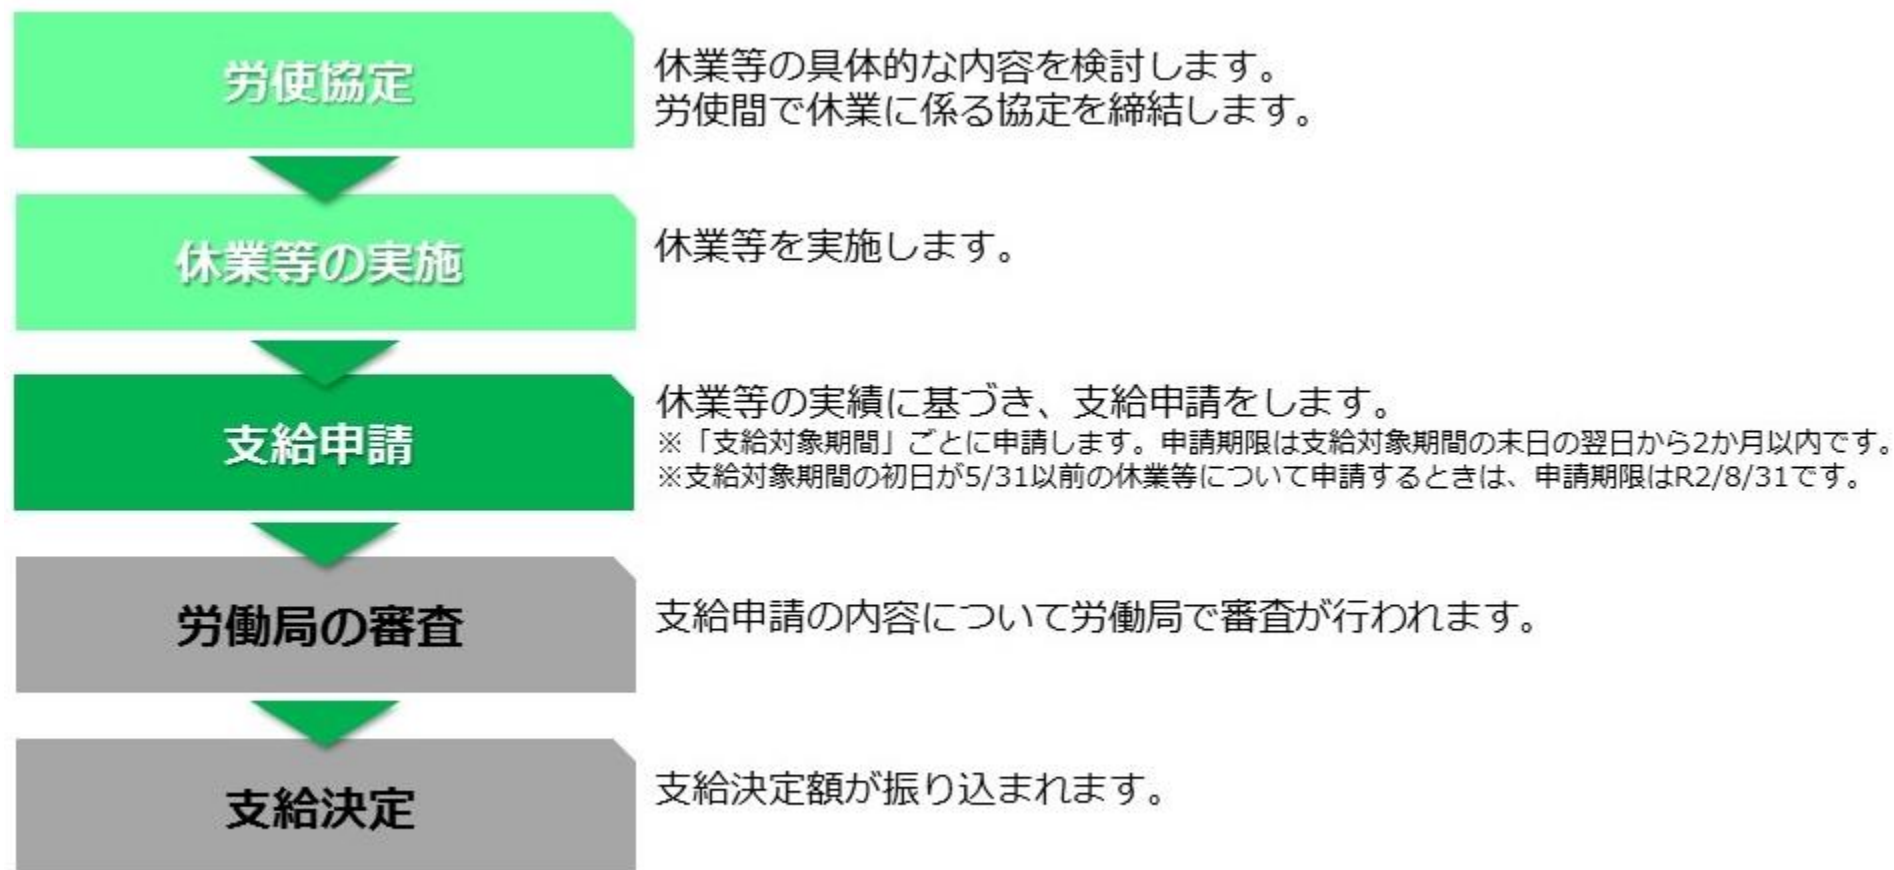 労使協定
休業等の具体的な内容を検討します。
労使間で休業に係る協定を締結します。
休業等の実施
休業等を実施します。
支給申請
休業等の実績に基づき、支給申請をします。
※「支給対象期間」ごとに申請します。申請期限は支給対象期間の末日の翌日から2か月以内です。
※支給対象期間の初日が5/31以前の休業等について申請するときは、申請期限はR2/8/31です。
労働局の審査
支給申請の内容について労働局で審査が行われます。
支給決定
支給決定額が振り込まれます。